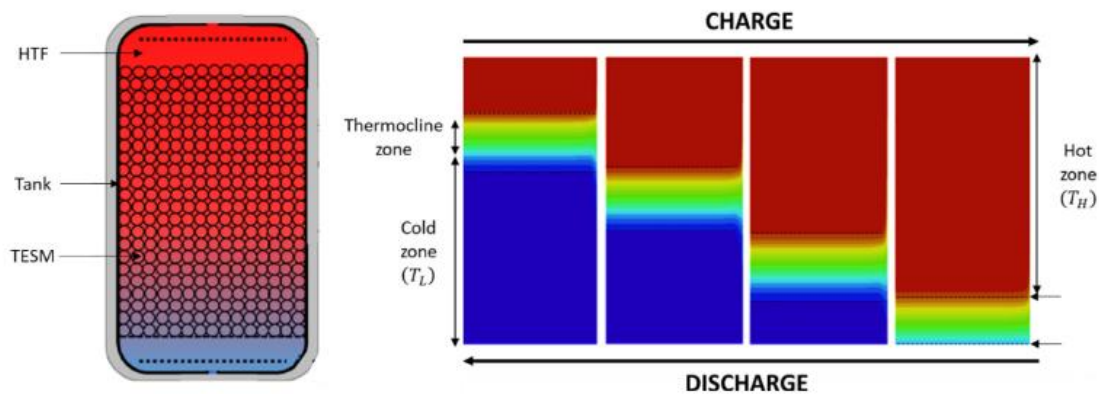 HTF
Tank
TESM
CHARGE
Thermocline
zone
Cold
zone
(T_L)
Hot
zone
(T_H)
DISCHARGE